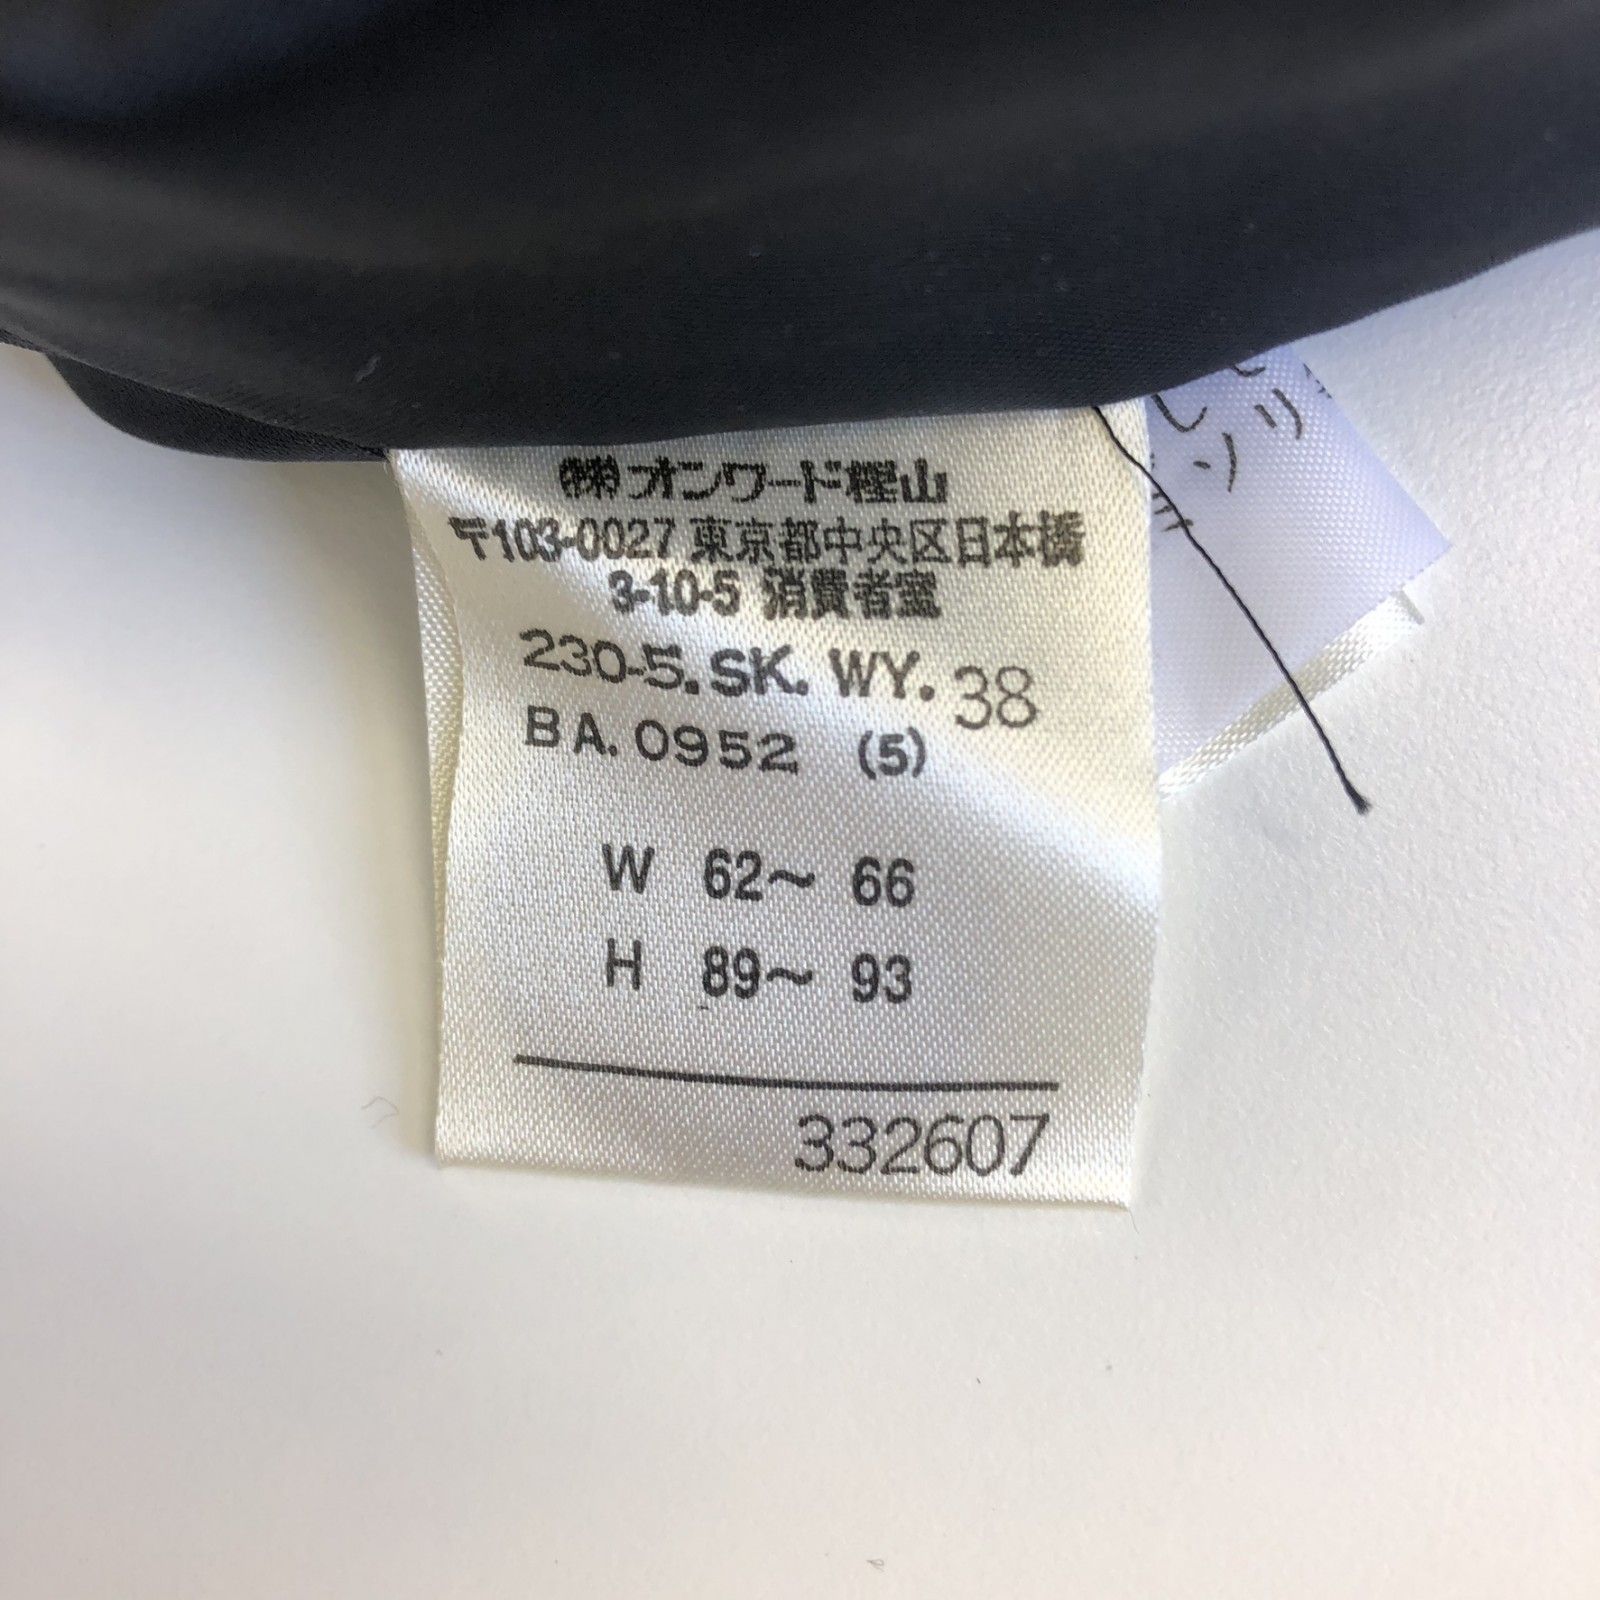 ㈱オンワード樫山
〒103-0027 東京都中央区日本橋
3-10-5 消費者室
230-5.SK.WY.38
BA.0952 (5)
W 62～ 66
H 89～ 93
332607